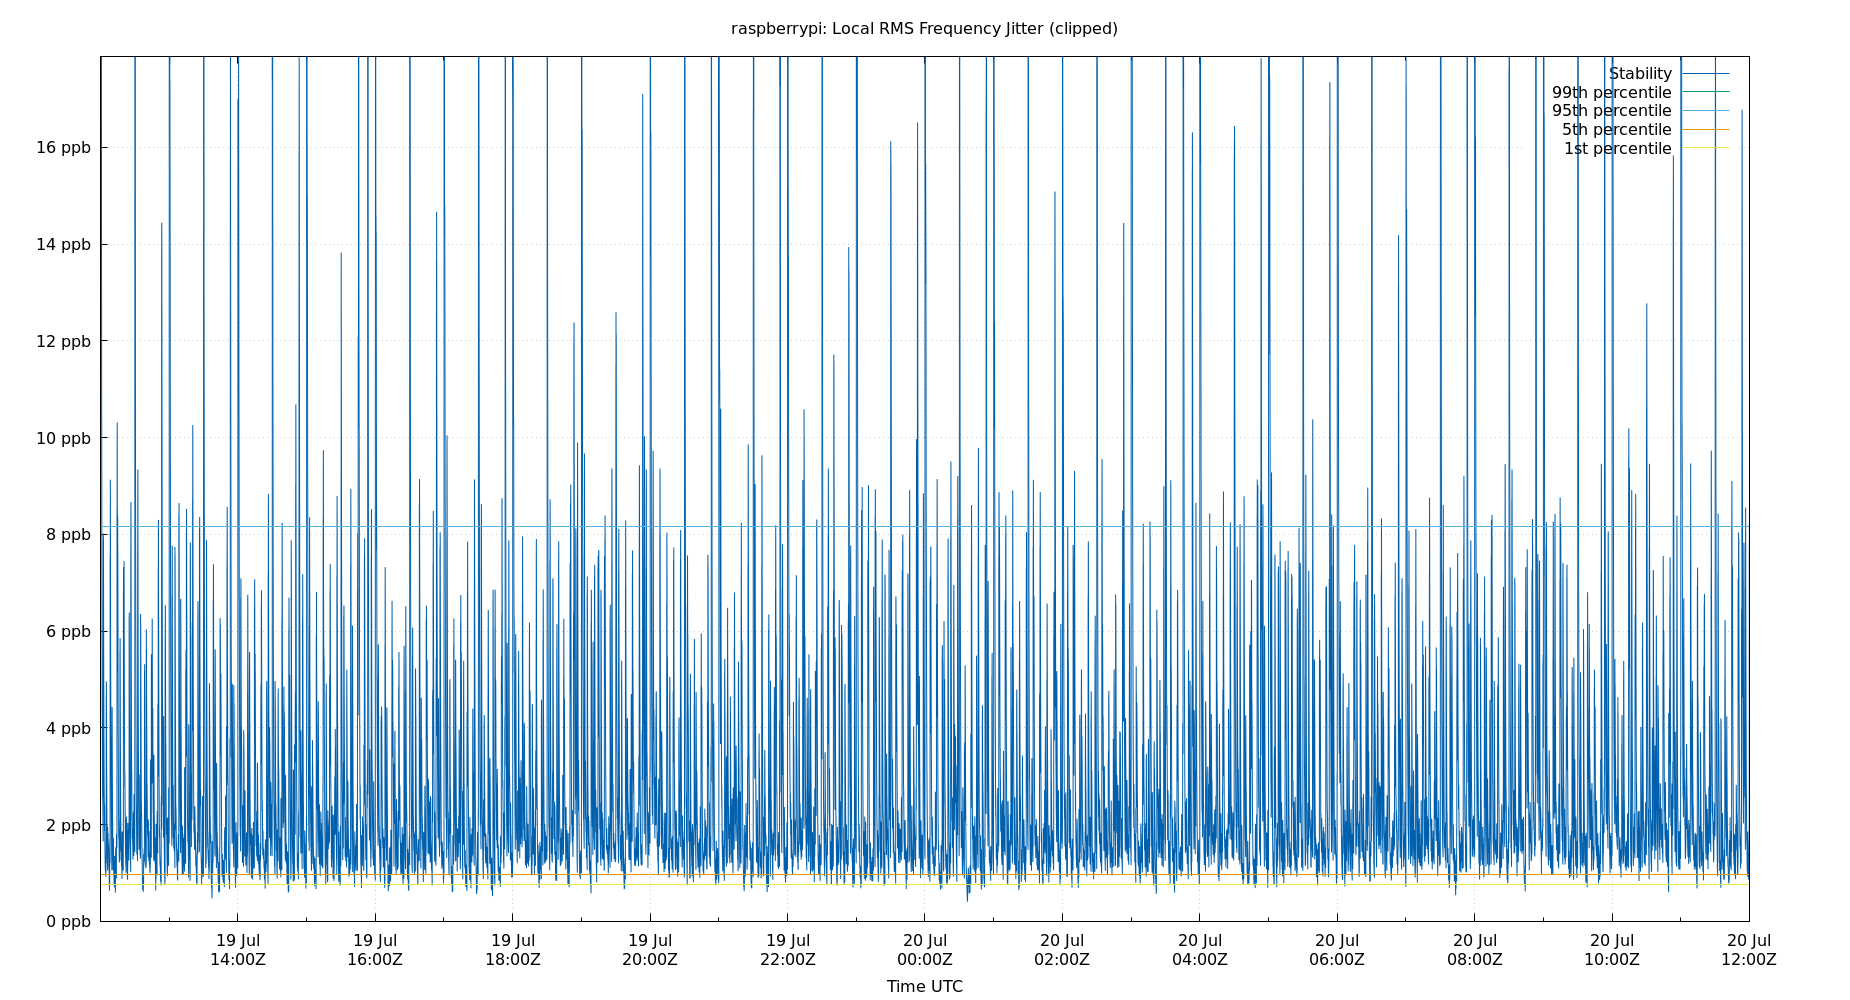 raspberrypi: Local RMS Frequency Jitter (clipped)
Stability
99th percentile
95th percentile
5th percentile
1st percentile
16 ppb
14 ppb
12 ppb
10 ppb
8 ppb
6 ppb
4 ppb
2 ppb
0 ppb
19 Jul 19 Jul 19 Jul 19 Jul 19 Jul 20 Jul 20 Jul 20 Jul 20 Jul 20 Jul 20 Jul 20 Jul
14:00Z 16:00Z 18:00Z 20:00Z 22:00Z 00:00Z 02:00Z 04:00Z 06:00Z 08:00Z 10:00Z 12:00Z
Time UTC